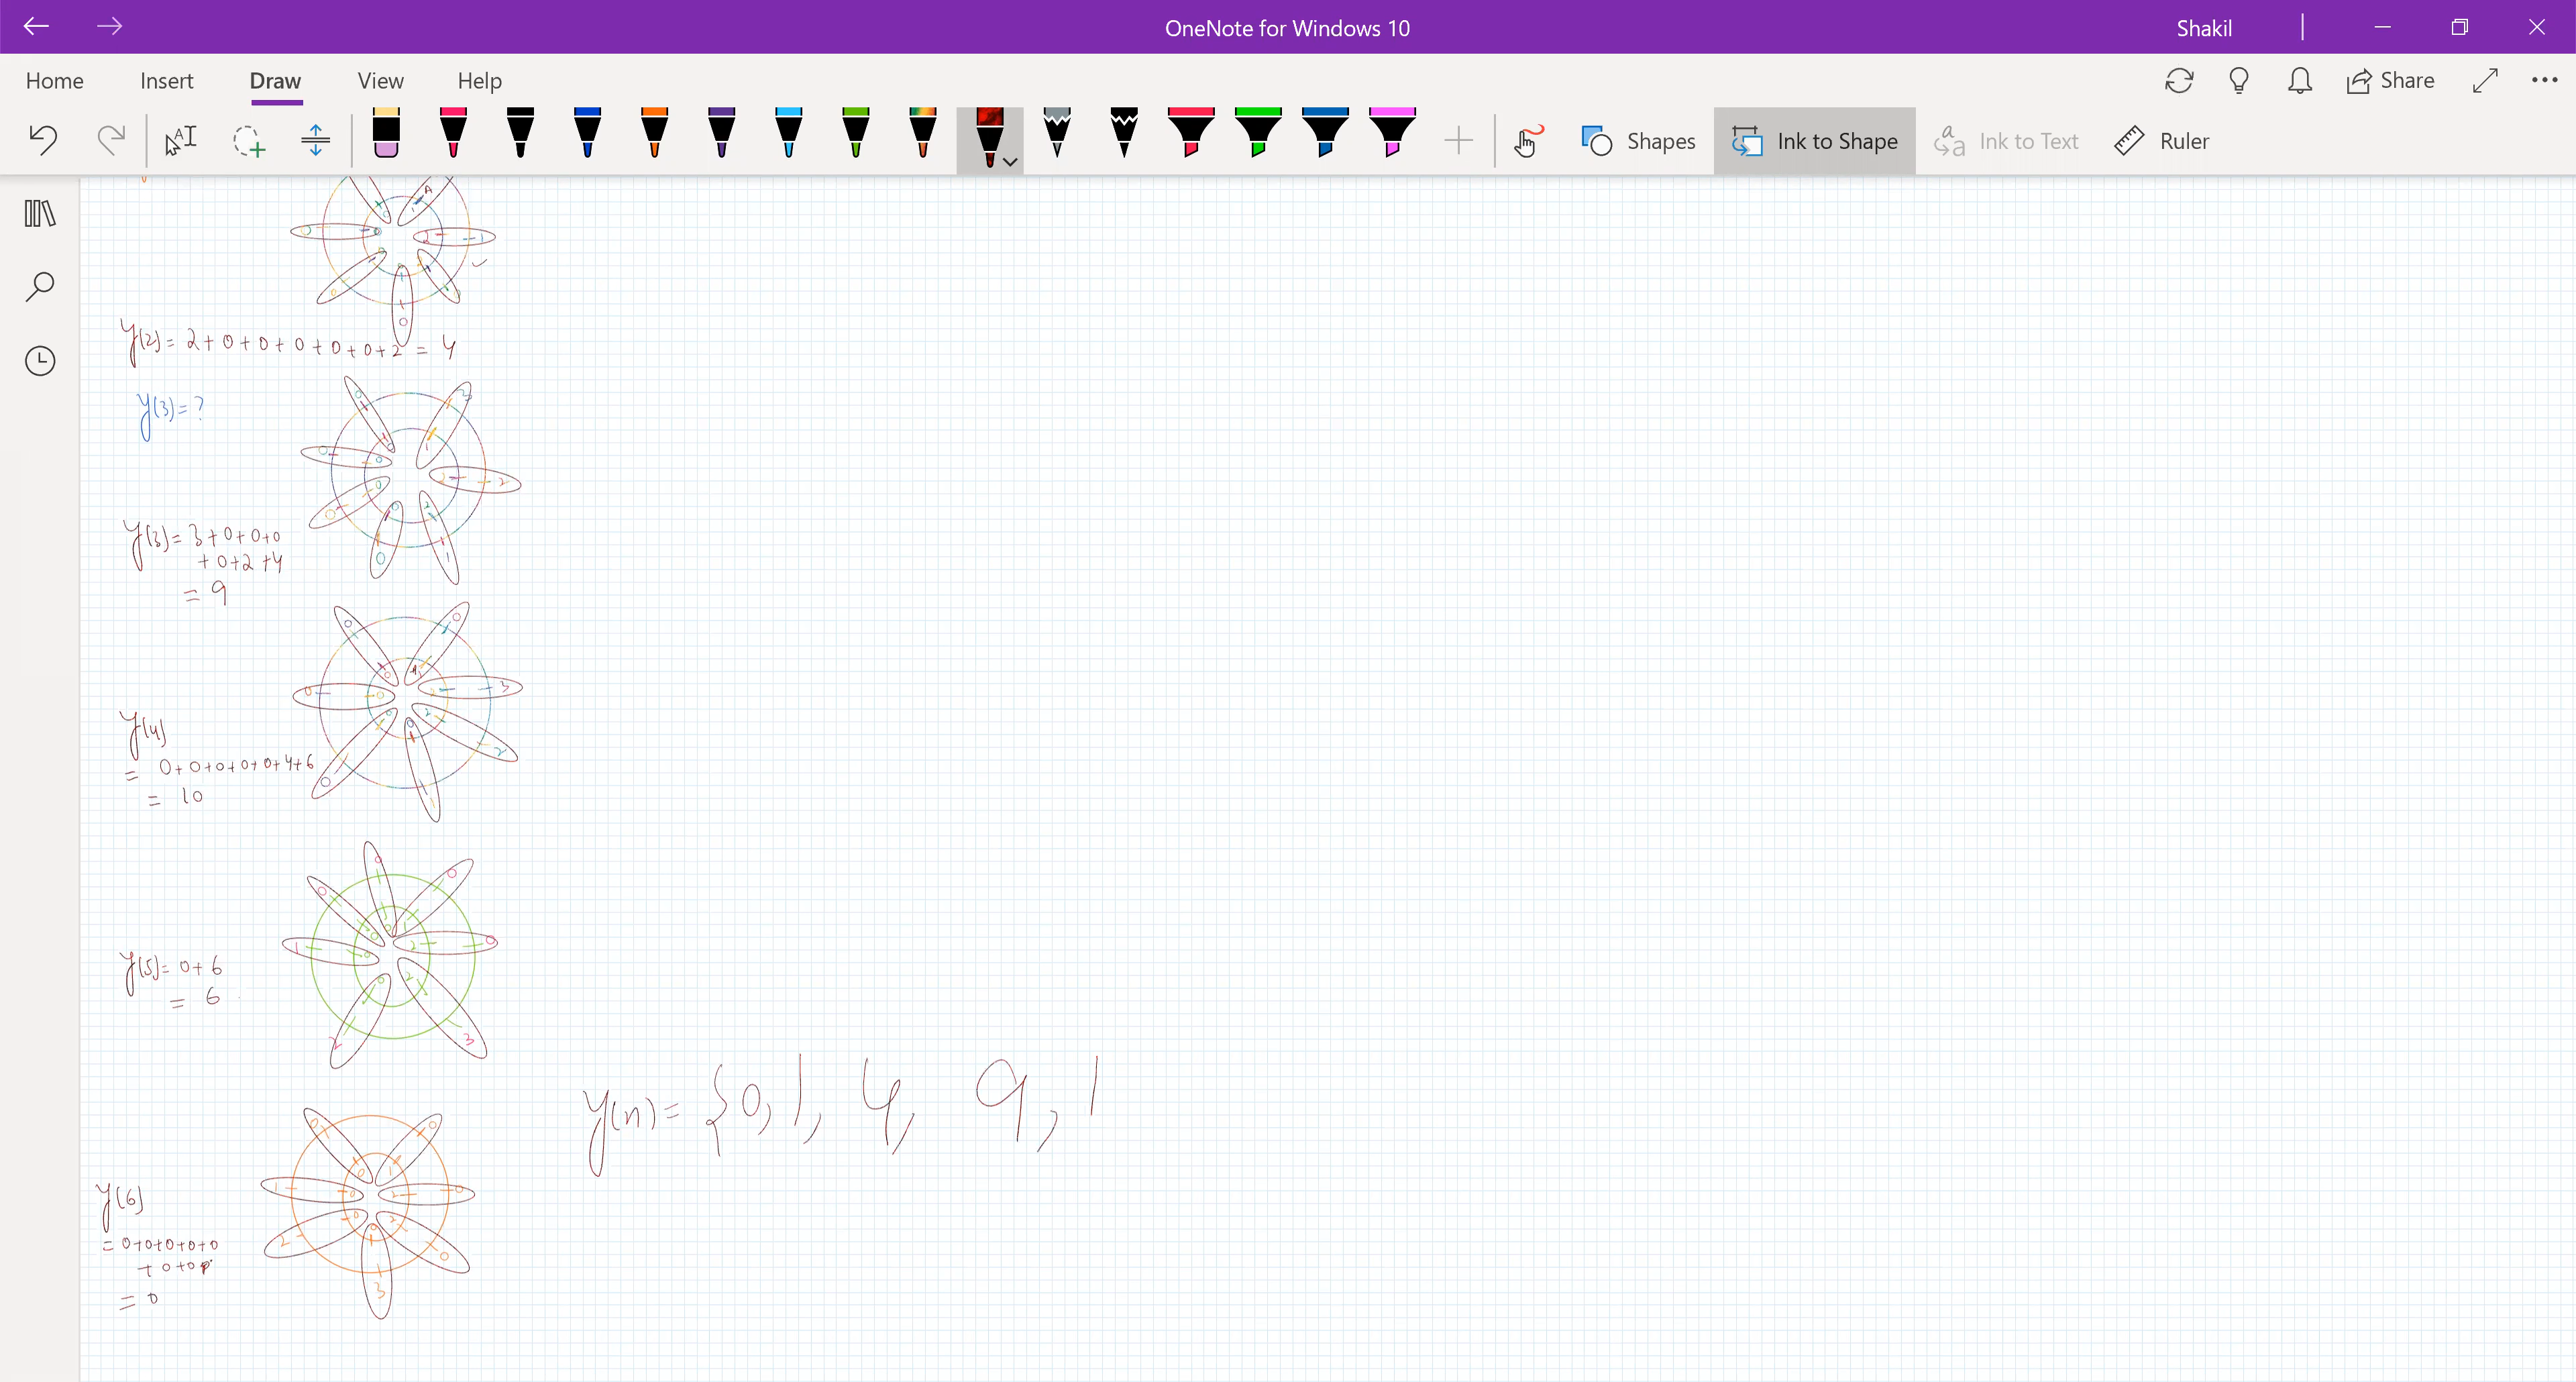 OneNote for Windows 10
Shakil
Home Insert Draw View Help
Share
Shapes Ink to Shape Ink to Text Ruler
A
y(2) = 2 + 0 + 0 + 0 + 0 + 0 + 2 = 4
y(3) = ?
y(3) = 3 + 0 + 0 + 0
+ 0 + 2 + 4
= 9
y(4)
= 0 + 0 + 0 + 0 + 0 + 4 + 6
= 10
y(5) = 0 + 6
= 6
y(n) = {0, 1, 4, 9, 1
y(6)
= 0 + 0 + 0 + 0 + 0
+ 0 + 0
= 0